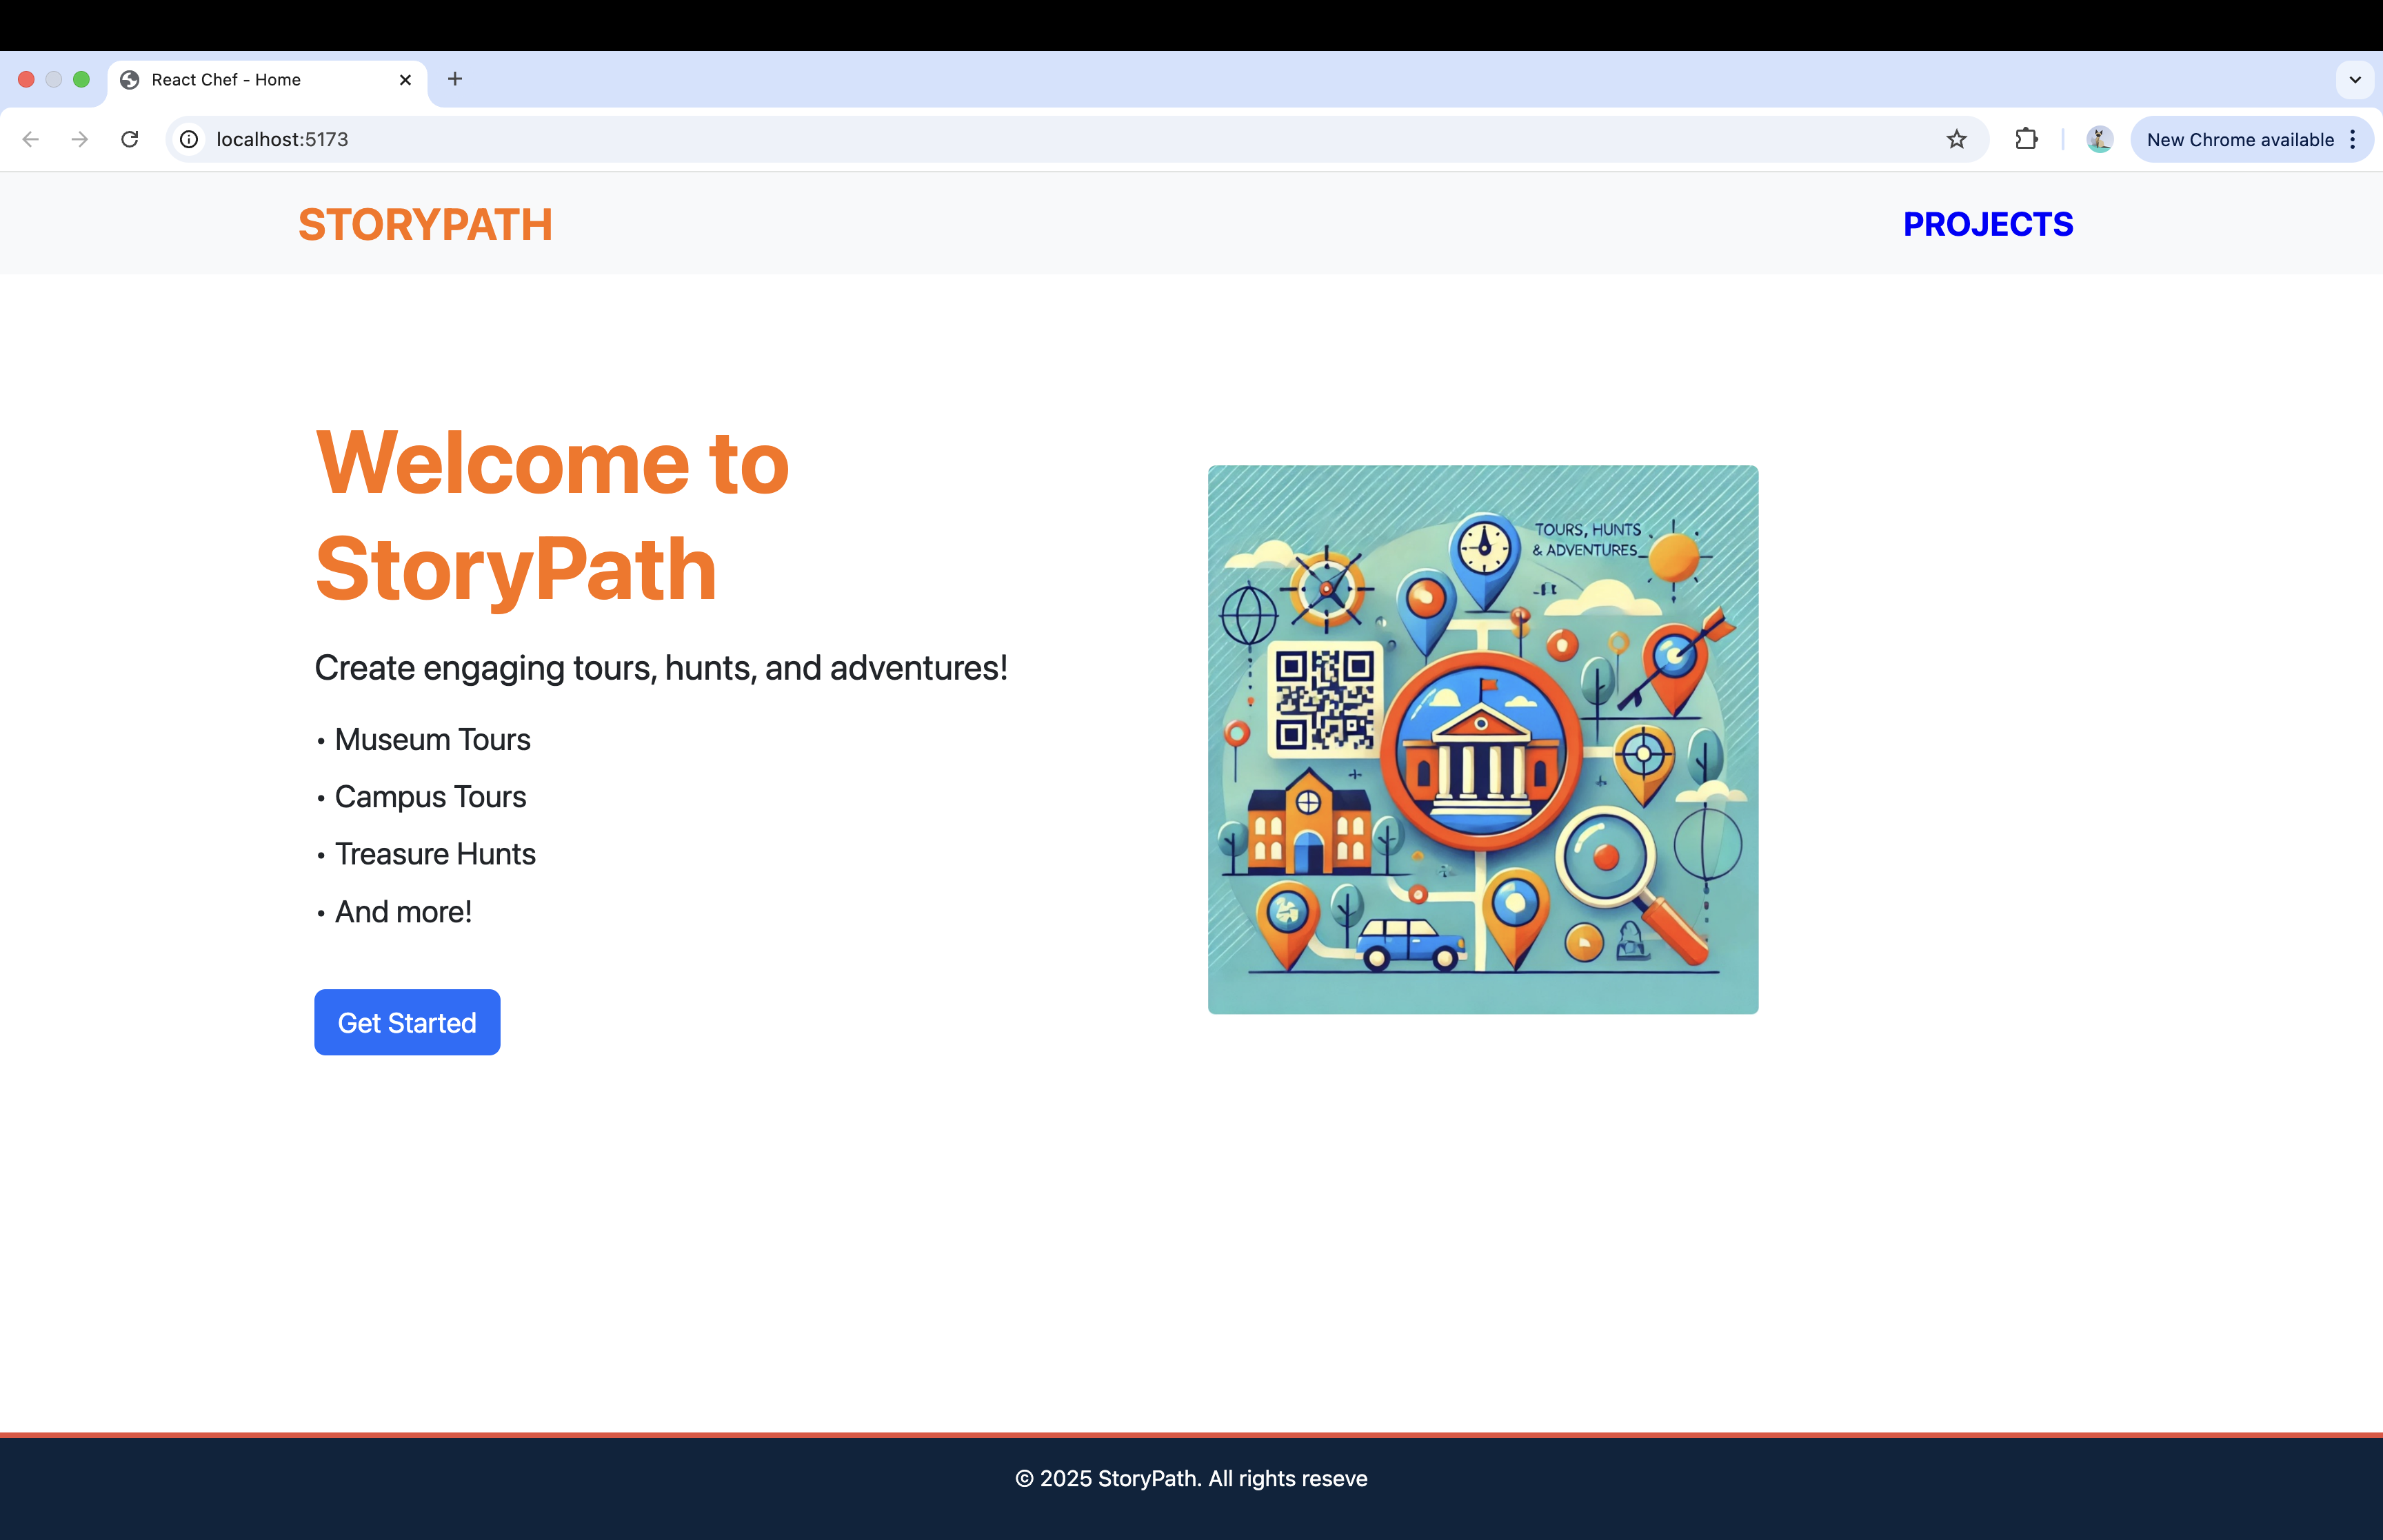 React Chef - Home
localhost:5173
New Chrome available
STORYPATH
PROJECTS
Welcome to
StoryPath
Create engaging tours, hunts, and adventures!
• Museum Tours
• Campus Tours
• Treasure Hunts
• And more!
Get Started
TOURS, HUNTS
& ADVENTURES
© 2025 StoryPath. All rights reseve